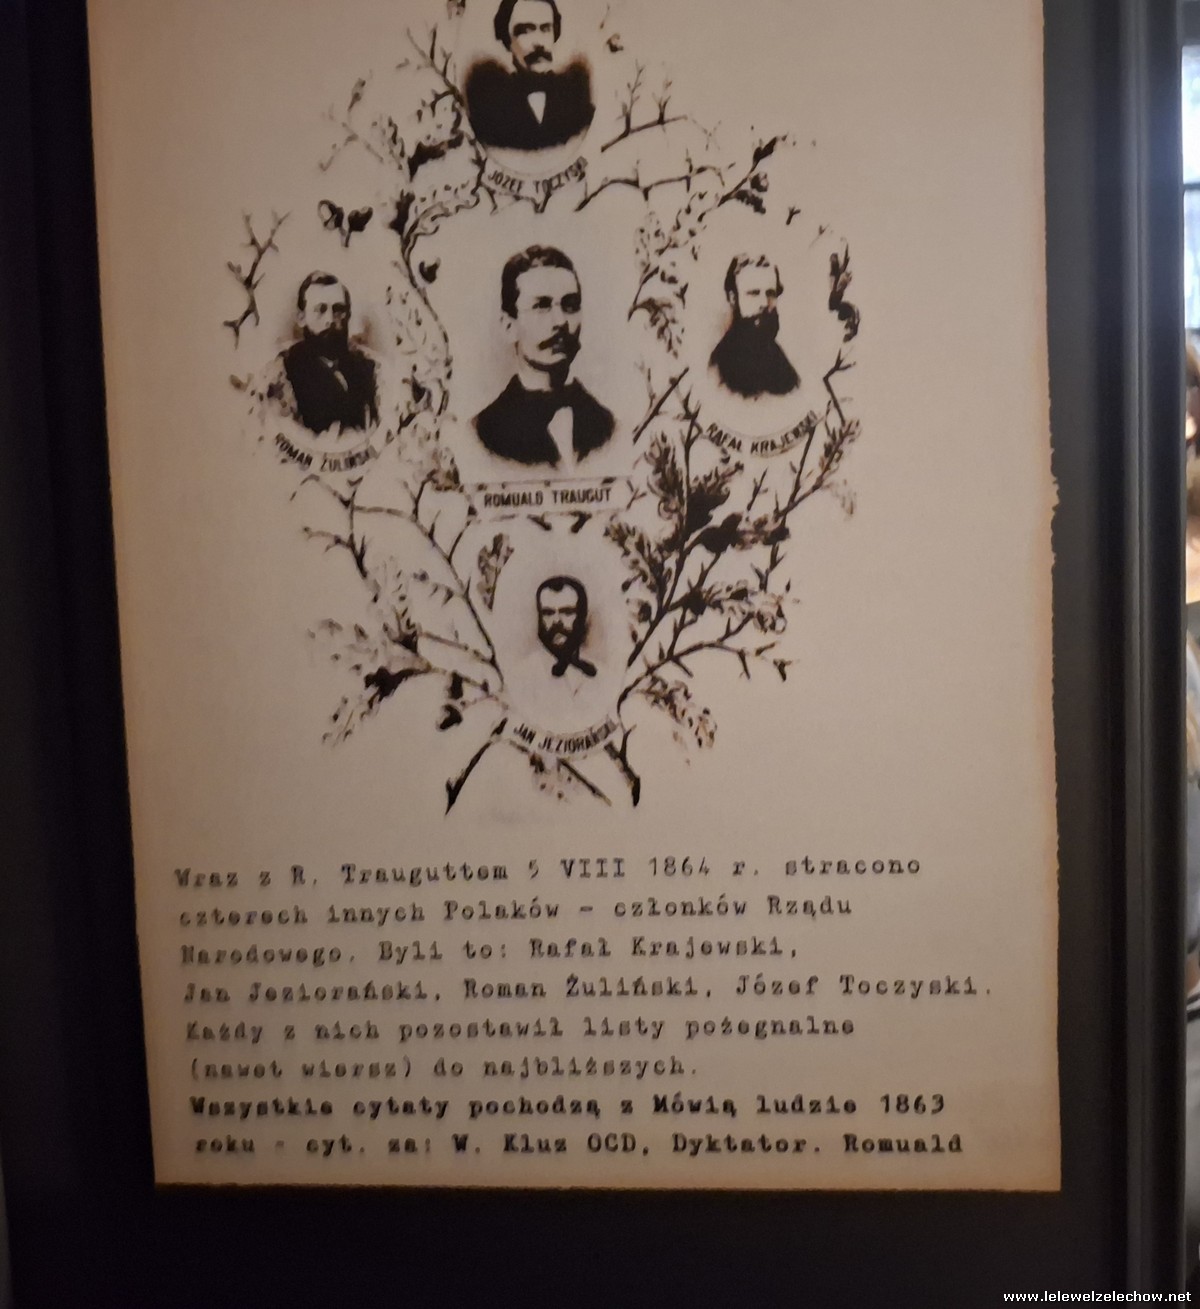 JÓZEF TOCZYSKI
ROMAN ŻULIŃSKI
RAFAŁ KRAJEWSKI
ROMUALD TRAUGUT
JAN JEZIORAŃSKI
Wraz z R. Trauguttem 5 VIII 1864 r. stracono
czterech innych Polaków – członków Rządu
Narodowego. Byli to: Rafał Krajewski,
Jan Jeziorański, Roman Żuliński, Józef Toczyski.
Każdy z nich pozostawił listy pożegnalne
(nawet wiersz) do najbliższych.
Wszystkie cytaty pochodzą z Mówią ludzie 1863
roku - cyt. za: W. Kluz OCD, Dyktator. Romuald
www.lelewelzelechow.net